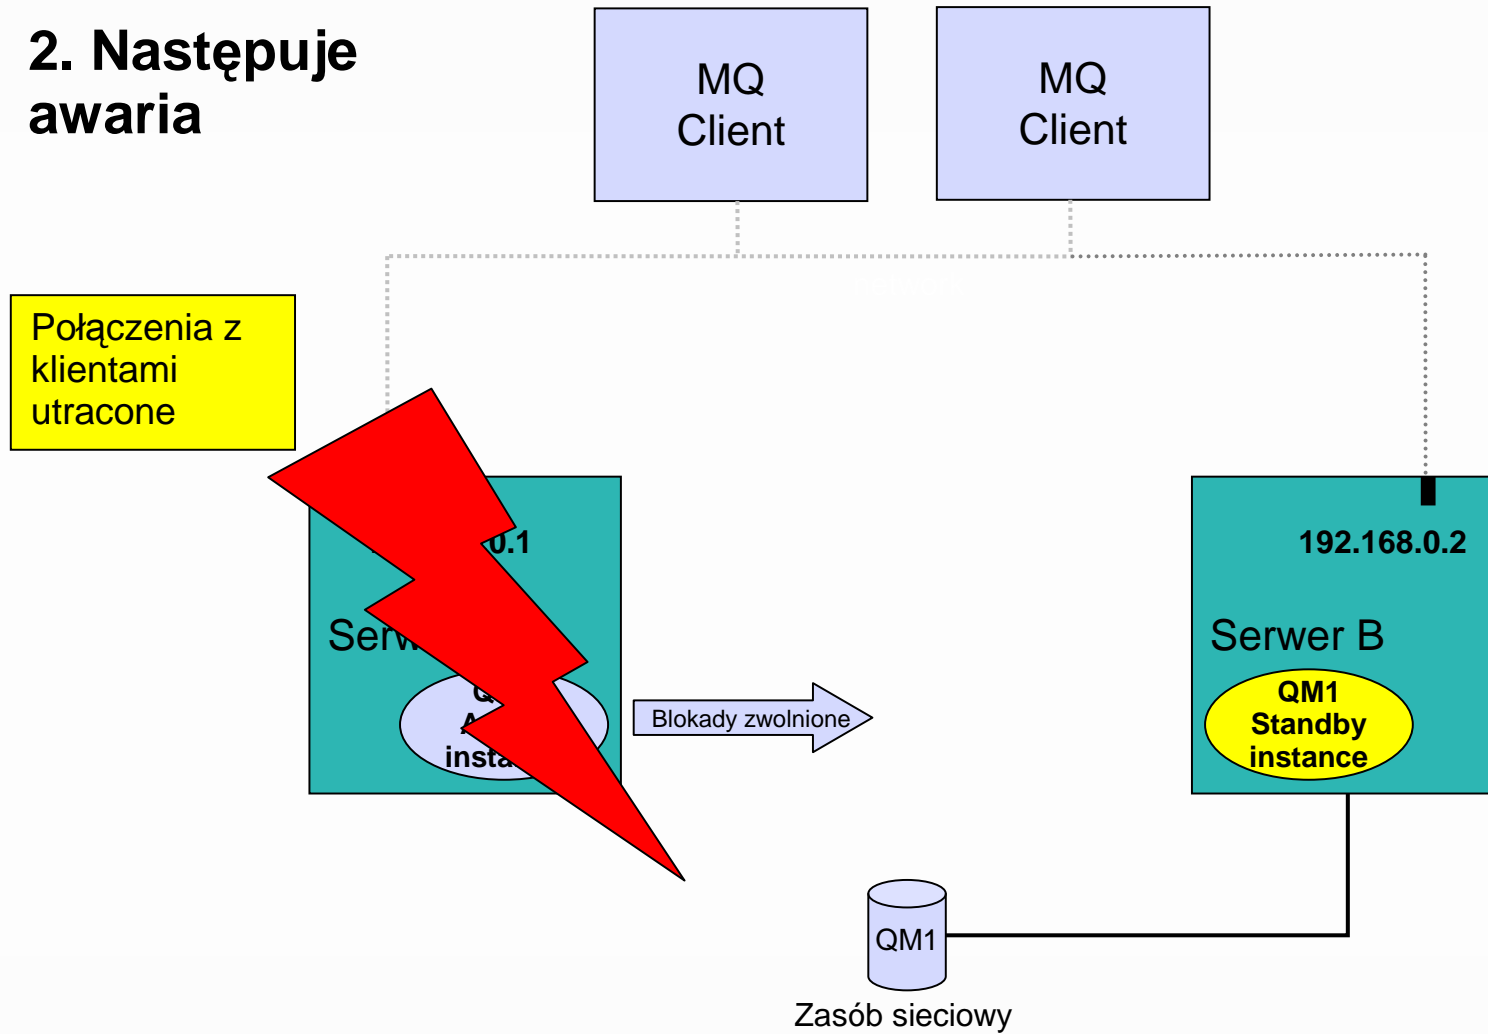 2. Następuje
awaria
MQ
Client
MQ
Client
Połączenia z
klientami
utracone
0.1
192.168.0.2
Serwer B
Blokady zwolnione
QM1
Standby
instance
QM1
Zasób sieciowy